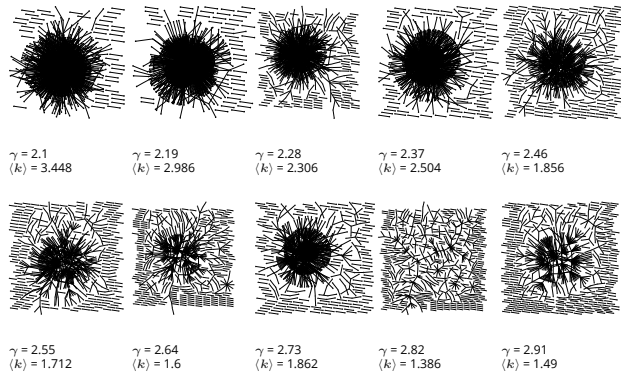 γ = 2.1
⟨k⟩ = 3.448
γ = 2.19
⟨k⟩ = 2.986
γ = 2.28
⟨k⟩ = 2.306
γ = 2.37
⟨k⟩ = 2.504
γ = 2.46
⟨k⟩ = 1.856
γ = 2.55
⟨k⟩ = 1.712
γ = 2.64
⟨k⟩ = 1.6
γ = 2.73
⟨k⟩ = 1.862
γ = 2.82
⟨k⟩ = 1.386
γ = 2.91
⟨k⟩ = 1.49